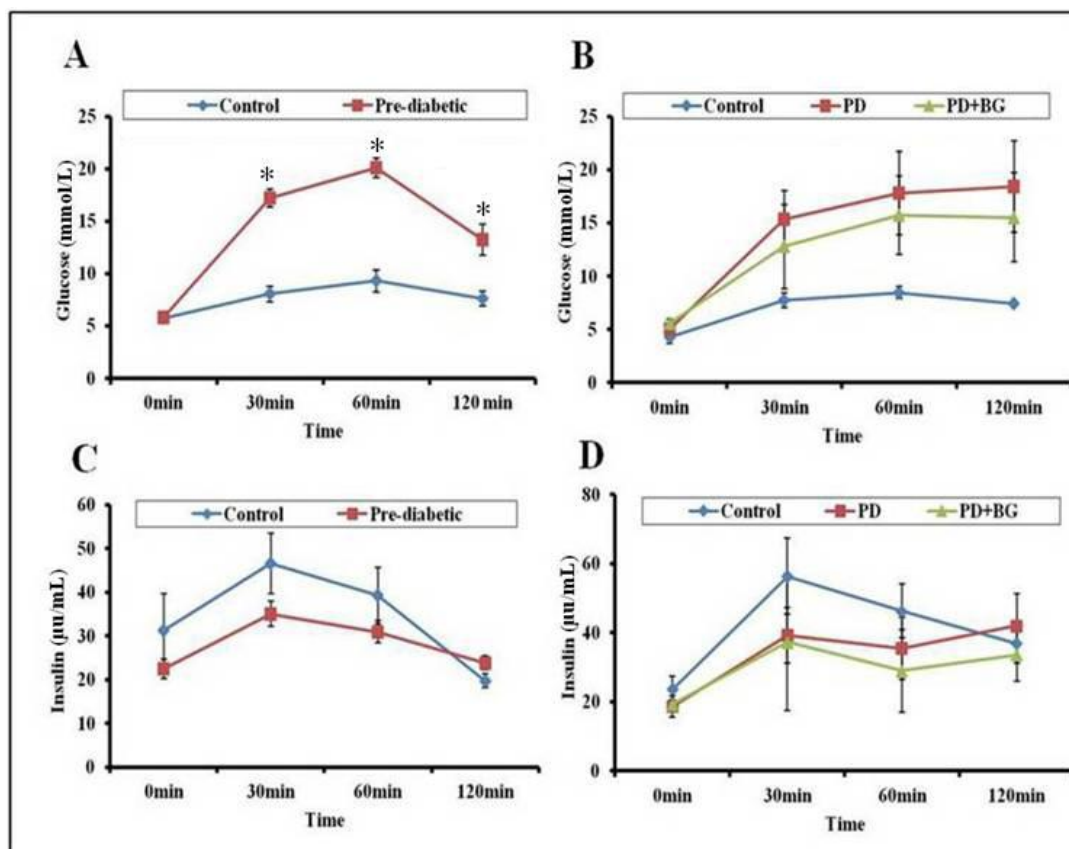 A
Control Pre-diabetic
Glucose (mmol/L)
25
20
15
10
5
0
* * *
0min 30min 60min 120 min
Time
B
Control PD PD+BG
Glucose (mmol/L)
25
20
15
10
5
0
0min 30min 60min 120min
Time
C
Control Pre-diabetic
Insulin (µu/mL)
60
50
40
30
20
10
0
0min 30min 60min 120min
Time
D
Control PD PD+BG
Insulin (µu/mL)
80
60
40
20
0
0min 30min 60min 120min
Time